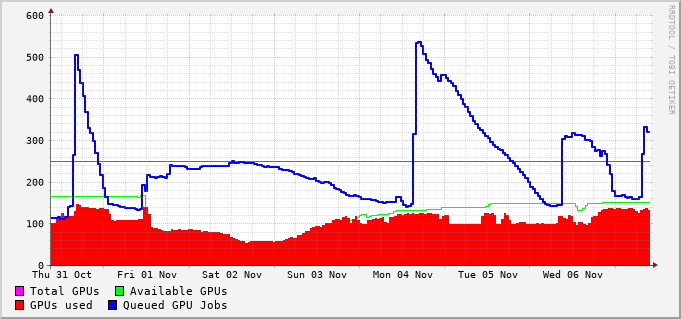 600
500
400
300
200
100
0
Thu 31 Oct Fri 01 Nov Sat 02 Nov Sun 03 Nov Mon 04 Nov Tue 05 Nov Wed 06 Nov
Total GPUs Available GPUs
GPUs used Queued GPU Jobs
RRDTOOL / TOBI OETIKER